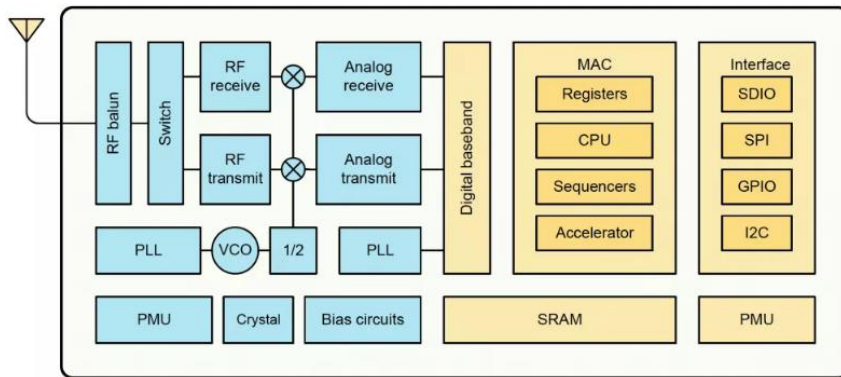 RF balun
Switch
RF
receive
Analog
receive
RF
transmit
Analog
transmit
PLL
VCO
1/2
PLL
Digital baseband
MAC
Registers
CPU
Sequencers
Accelerator
Interface
SDIO
SPI
GPIO
I2C
PMU
Crystal
Bias circuits
SRAM
PMU